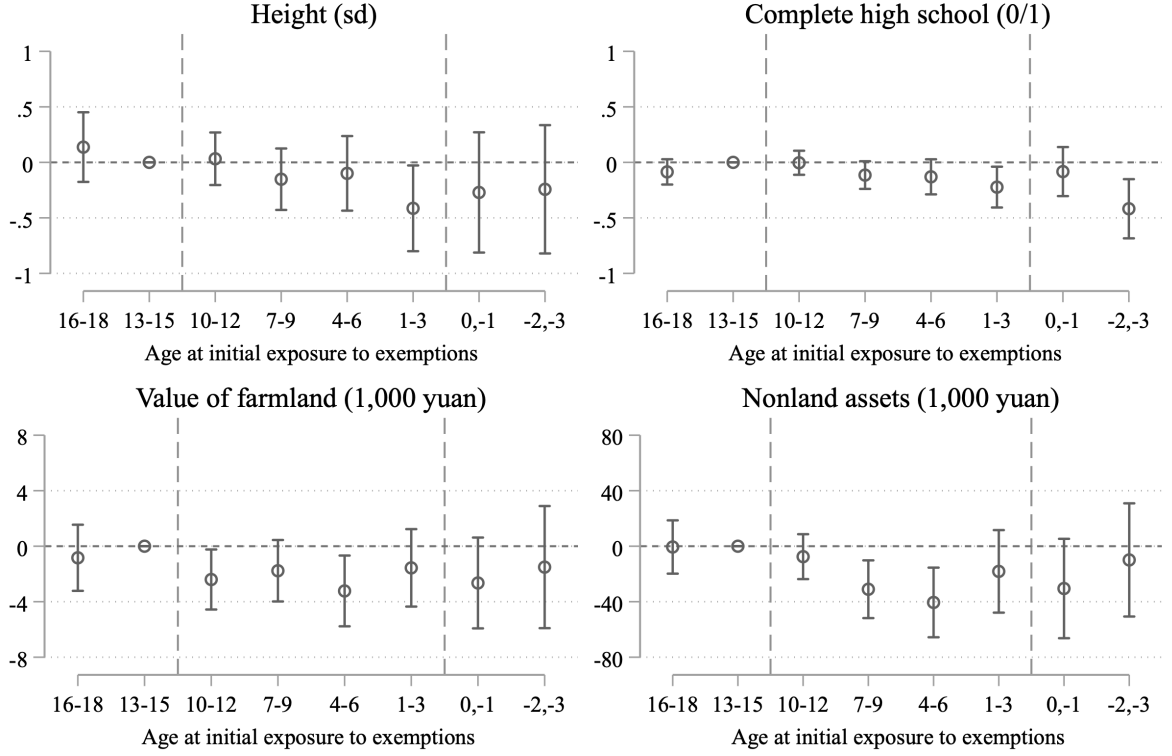 Height (sd)
1
.5
0
-.5
-1
16-18 13-15 10-12 7-9 4-6 1-3 0,-1 -2,-3
Age at initial exposure to exemptions
Complete high school (0/1)
1
.5
0
-.5
-1
16-18 13-15 10-12 7-9 4-6 1-3 0,-1 -2,-3
Age at initial exposure to exemptions
Value of farmland (1,000 yuan)
8
4
0
-4
-8
16-18 13-15 10-12 7-9 4-6 1-3 0,-1 -2,-3
Age at initial exposure to exemptions
Nonland assets (1,000 yuan)
80
40
0
-40
-80
16-18 13-15 10-12 7-9 4-6 1-3 0,-1 -2,-3
Age at initial exposure to exemptions